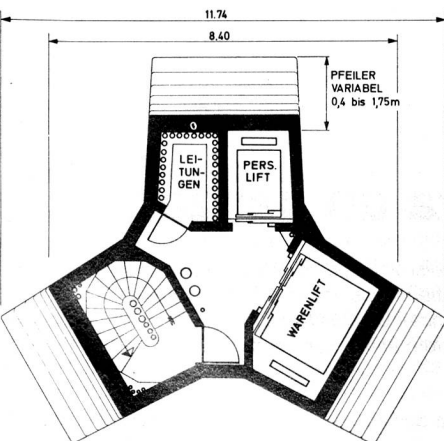 11.74
8.40
PFEILER
VARIABEL
0,4 bis 1,75m
LEI-
TUN-
GEN
PERS.
LIFT
WARENLIFT